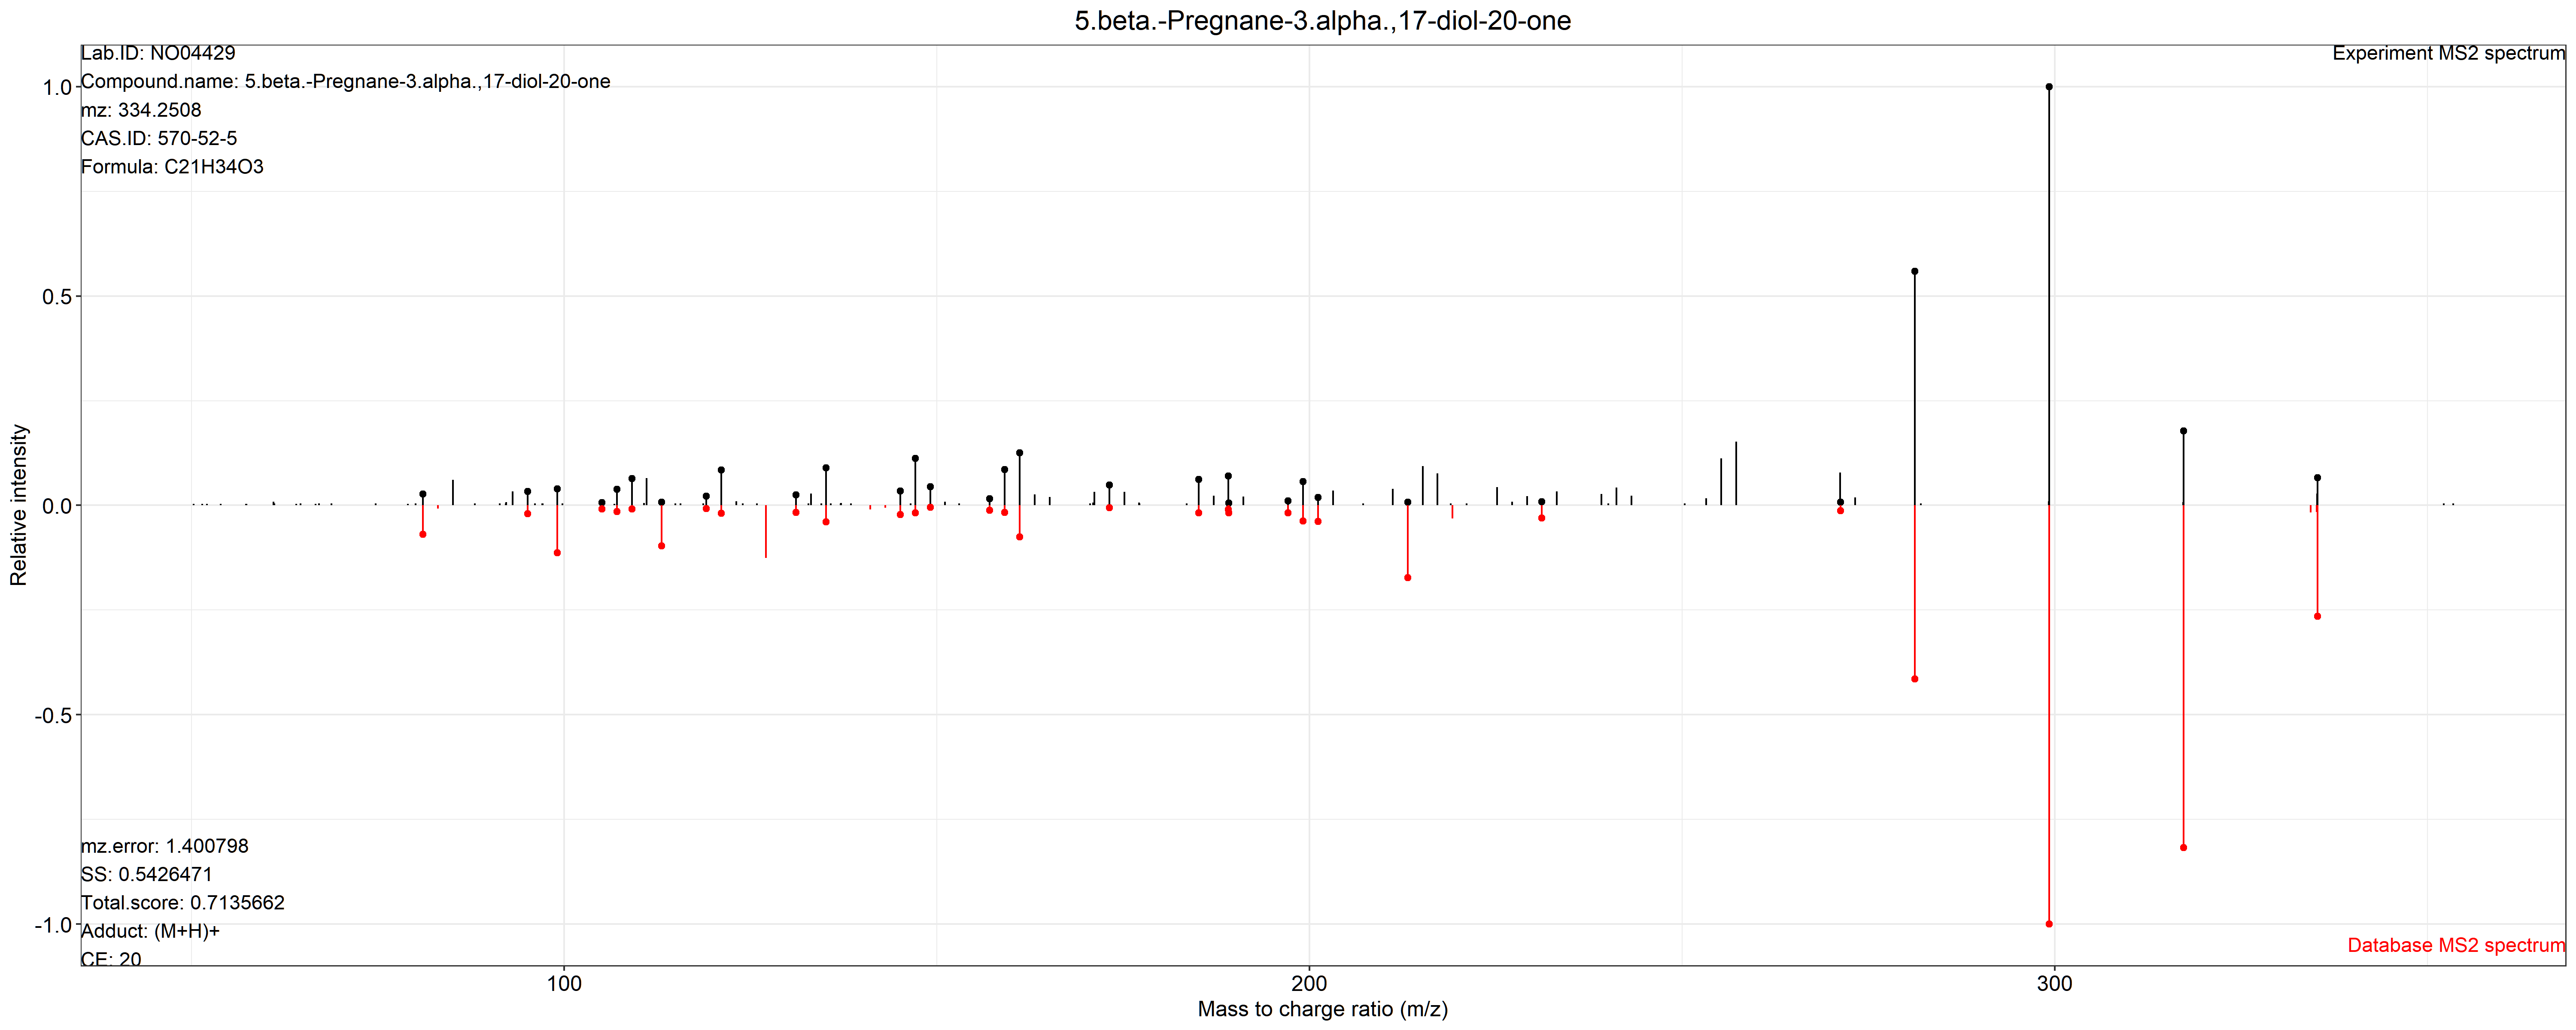 5.beta.-Pregnane-3.alpha.,17-diol-20-one
Lab.ID: NO04429
Experiment MS2 spectrum
Compound.name: 5.beta.-Pregnane-3.alpha.,17-diol-20-one
mz: 334.2508
CAS.ID: 570-52-5
Formula: C21H34O3
1.0
0.5
0.0
-0.5
-1.0
Relative intensity
mz.error: 1.400798
SS: 0.5426471
Total.score: 0.7135662
Adduct: (M+H)+
CE: 20
Database MS2 spectrum
100
200
300
Mass to charge ratio (m/z)